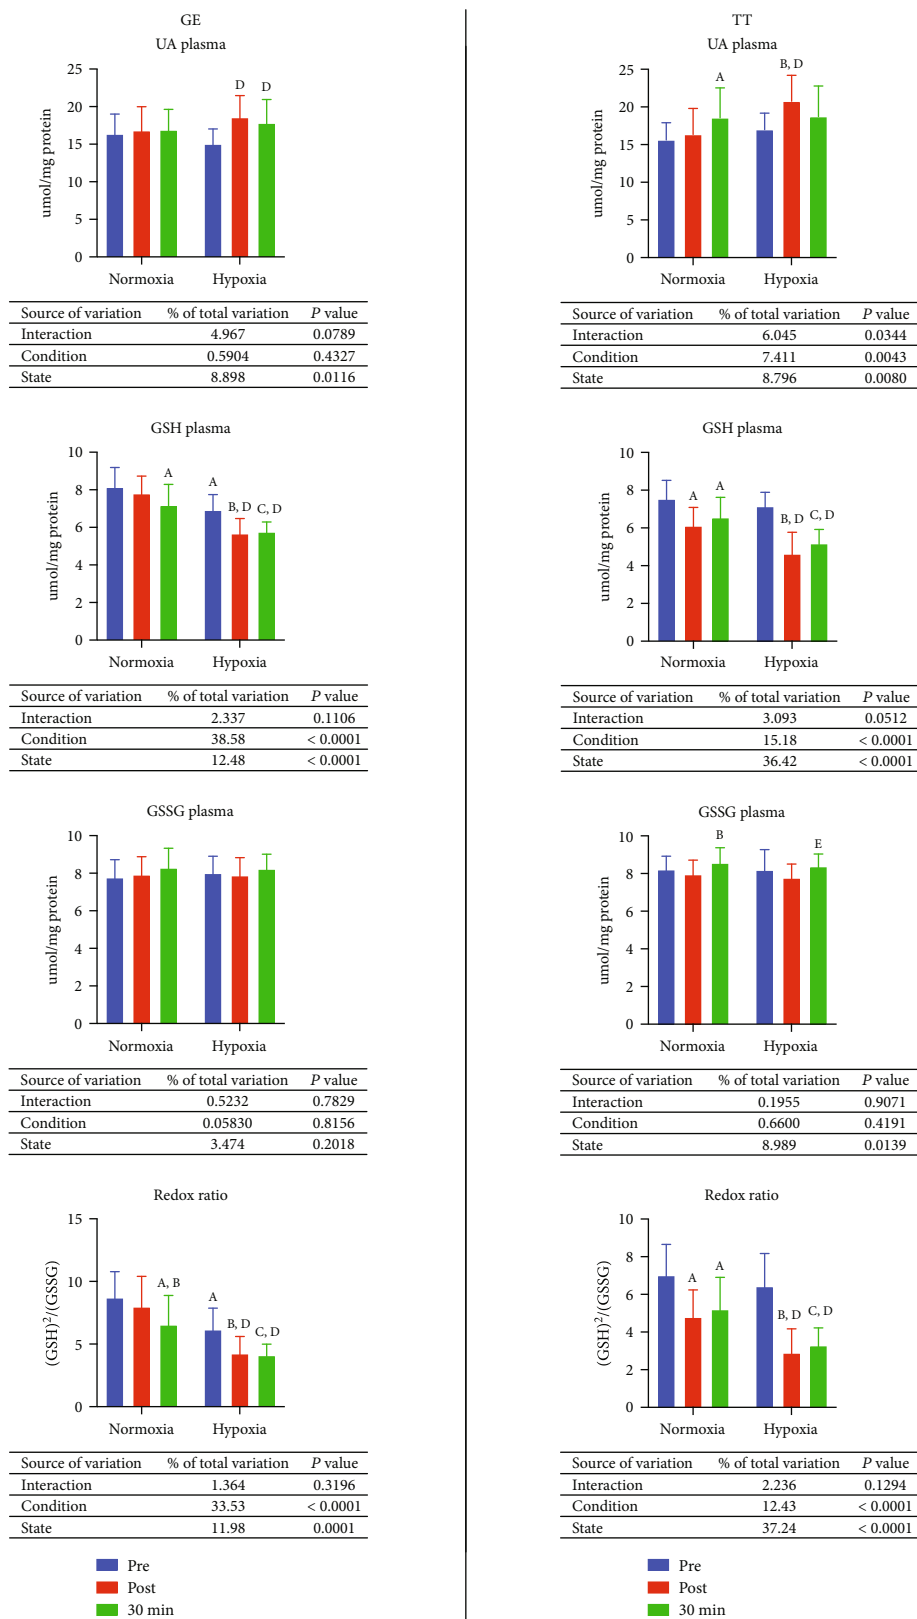 GE
UA plasma
25
20
15
10
5
0
umol/mg protein
D
D
Normoxia
Hypoxia
Source of variation % of total variation P value
Interaction 4.967 0.0789
Condition 0.5904 0.4327
State 8.898 0.0116
GSH plasma
10
8
6
4
2
0
umol/mg protein
A
A
B, D
C, D
Normoxia
Hypoxia
Source of variation % of total variation P value
Interaction 2.337 0.1106
Condition 38.58 < 0.0001
State 12.48 < 0.0001
GSSG plasma
10
8
6
4
2
0
umol/mg protein
Normoxia
Hypoxia
Source of variation % of total variation P value
Interaction 0.5232 0.7829
Condition 0.05830 0.8156
State 3.474 0.2018
Redox ratio
15
10
5
0
(GSH)²/(GSSG)
A, B
A
B, D
C, D
Normoxia
Hypoxia
Source of variation % of total variation P value
Interaction 1.364 0.3196
Condition 33.53 < 0.0001
State 11.98 0.0001
Pre
Post
30 min
TT
UA plasma
25
20
15
10
5
0
umol/mg protein
A
B, D
Normoxia
Hypoxia
Source of variation % of total variation P value
Interaction 6.045 0.0344
Condition 7.411 0.0043
State 8.796 0.0080
GSH plasma
10
8
6
4
2
0
umol/mg protein
A
A
B, D
C, D
Normoxia
Hypoxia
Source of variation % of total variation P value
Interaction 3.093 0.0512
Condition 15.18 < 0.0001
State 36.42 < 0.0001
GSSG plasma
10
8
6
4
2
0
umol/mg protein
B
E
Normoxia
Hypoxia
Source of variation % of total variation P value
Interaction 0.1955 0.9071
Condition 0.6600 0.4191
State 8.989 0.0139
Redox ratio
10
8
6
4
2
0
(GSH)²/(GSSG)
A
A
B, D
C, D
Normoxia
Hypoxia
Source of variation % of total variation P value
Interaction 2.236 0.1294
Condition 12.43 < 0.0001
State 37.24 < 0.0001
Pre
Post
30 min